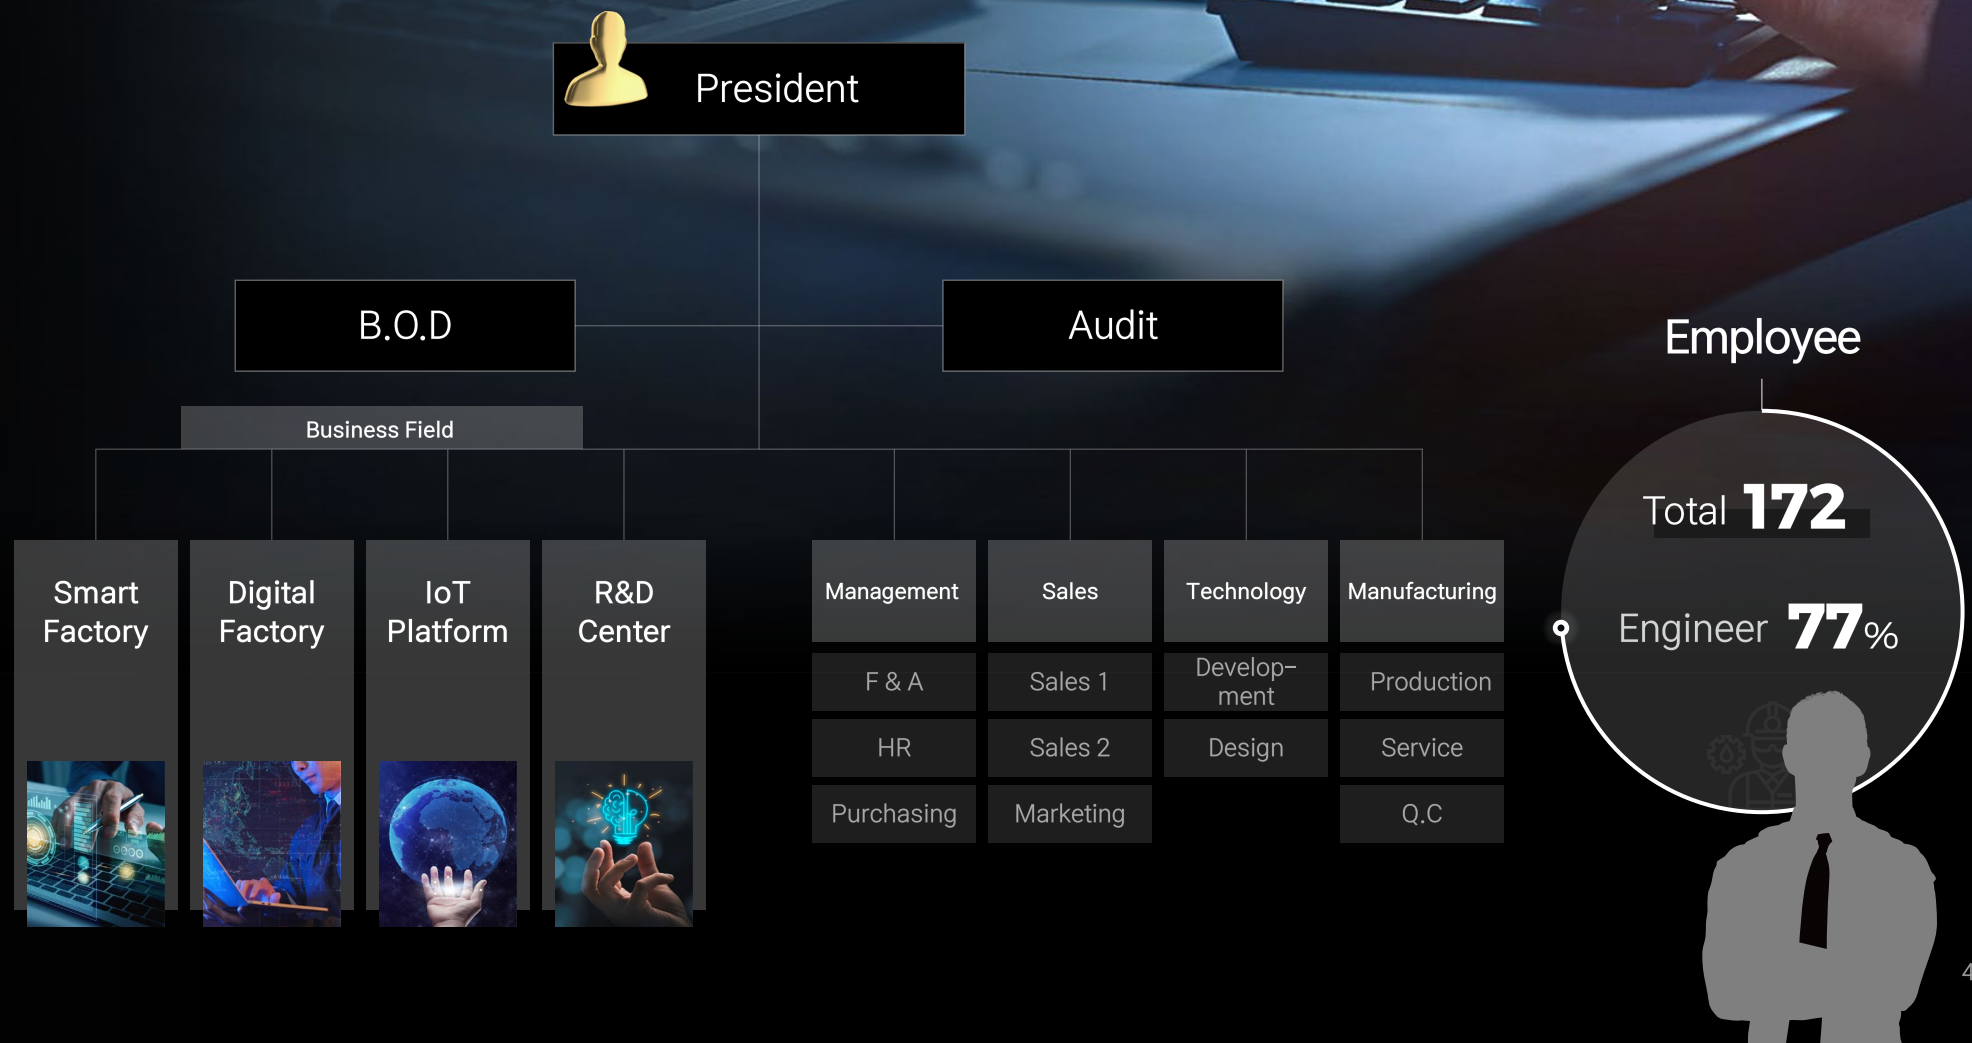 President
B.O.D
Audit
Business Field
Smart
Factory
Digital
Factory
IoT
Platform
R&D
Center
Management
Sales
Technology
Manufacturing
F & A
Sales 1
Develop-
ment
Production
HR
Sales 2
Design
Service
Purchasing
Marketing
Q.C
Employee
Total 172
Engineer 77%
4